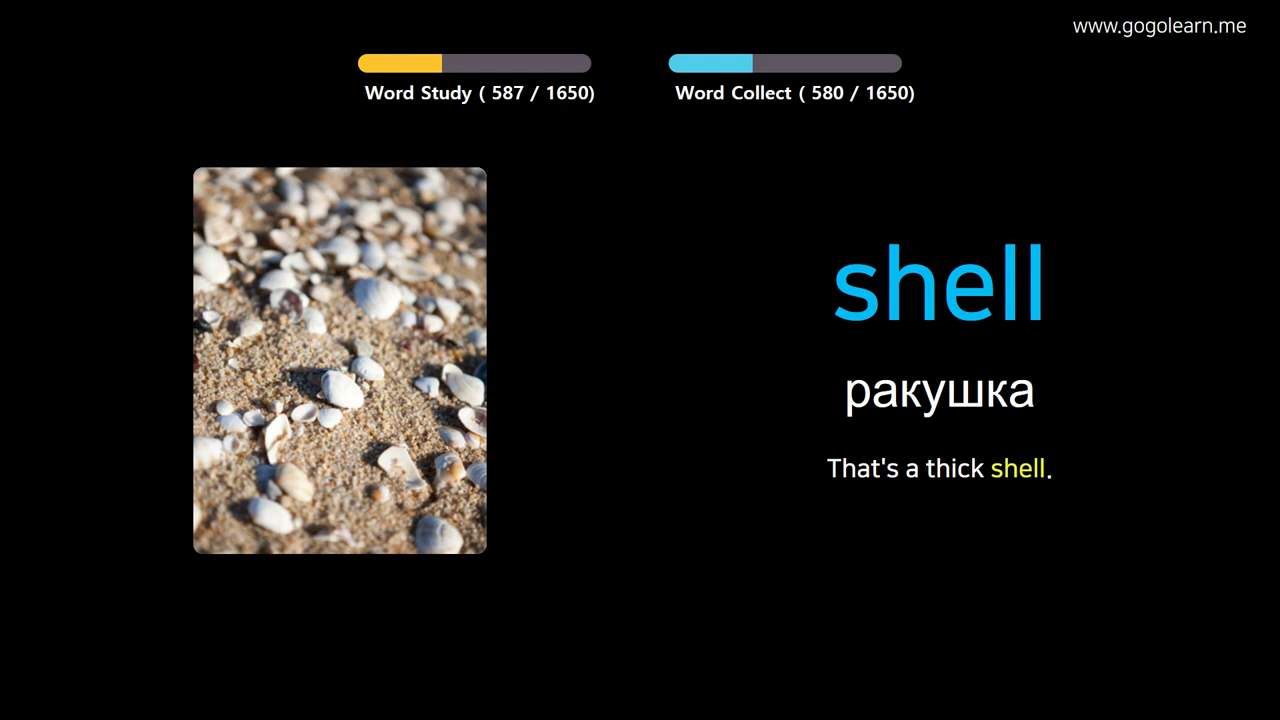 www.gogolearn.me
Word Study ( 587 / 1650)
Word Collect ( 580 / 1650)
shell
ракушка
That's a thick shell.